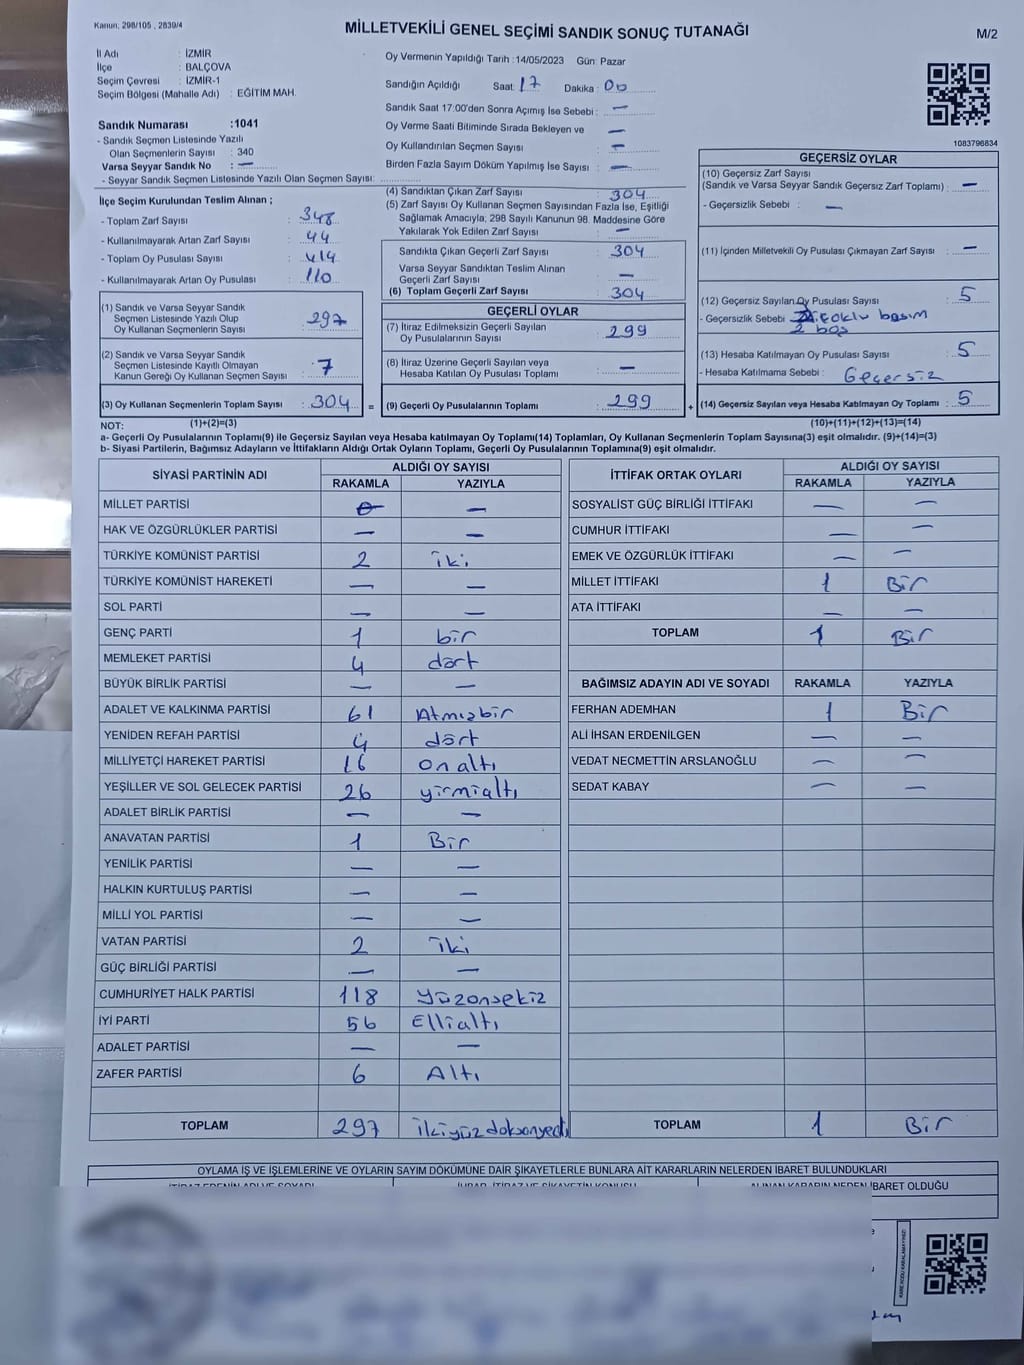 Kanun: 298/105 , 2839/4
MİLLETVEKİLİ GENEL SEÇİMİ SANDIK SONUÇ TUTANAĞI
M/2
İl Adı : İZMİR
İlçe : BALÇOVA
Seçim Çevresi : İZMİR-1
Seçim Bölgesi (Mahalle Adı) : EĞİTİM MAH.
Sandık Numarası :1041
- Sandık Seçmen Listesinde Yazılı
Olan Seçmenlerin Sayısı : 340
Varsa Seyyar Sandık No : —
- Seyyar Sandık Seçmen Listesinde Yazılı Olan Seçmen Sayısı:
Oy Vermenin Yapıldığı Tarih :14/05/2023 Gün: Pazar
Sandığın Açıldığı Saat: 17 Dakika : 00
Sandık Saat 17:00'den Sonra Açımış İse Sebebi : —
Oy Verme Saati Bitiminde Sırada Bekleyen ve : —
Oy Kullandırılan Seçmen Sayısı : —
Birden Fazla Sayım Döküm Yapılmış İse Sayısı : —
1083796834
İlçe Seçim Kurulundan Teslim Alınan ;
- Toplam Zarf Sayısı : 348
- Kullanılmayarak Artan Zarf Sayısı : 44
- Toplam Oy Pusulası Sayısı : 414
- Kullanılmayarak Artan Oy Pusulası : 110
(1) Sandık ve Varsa Seyyar Sandık
Seçmen Listesinde Yazılı Olup : 297
Oy Kullanan Seçmenlerin Sayısı
(2) Sandık ve Varsa Seyyar Sandık
Seçmen Listesinde Kayıtlı Olmayan : 7
Kanun Gereği Oy Kullanan Seçmen Sayısı
(3) Oy Kullanan Seçmenlerin Toplam Sayısı : 304 =
(4) Sandıktan Çıkan Zarf Sayısı : 304
(5) Zarf Sayısı Oy Kullanan Seçmen Sayısından Fazla İse, Eşitliği
Sağlamak Amacıyla; 298 Sayılı Kanunun 98. Maddesine Göre
Yakılarak Yok Edilen Zarf Sayısı : —
Sandıkta Çıkan Geçerli Zarf Sayısı : 304
Varsa Seyyar Sandıktan Teslim Alınan
Geçerli Zarf Sayısı : —
(6) Toplam Geçerli Zarf Sayısı : 304
GEÇERLİ OYLAR
(7) İtiraz Edilmeksizin Geçerli Sayılan
Oy Pusulalarının Sayısı : 299
(8) İtiraz Üzerine Geçerli Sayılan veya
Hesaba Katılan Oy Pusulası Toplamı : —
(9) Geçerli Oy Pusulalarının Toplamı : 299 +
GEÇERSİZ OYLAR
(10) Geçersiz Zarf Sayısı
(Sandık ve Varsa Seyyar Sandık Geçersiz Zarf Toplamı) : —
- Geçersizlik Sebebi : —
(11) İçinden Milletvekili Oy Pusulası Çıkmayan Zarf Sayısı : —
(12) Geçersiz Sayılan Oy Pusulası Sayısı : 5
- Geçersizlik Sebebi basım
2 boş
(13) Hesaba Katılmayan Oy Pusulası Sayısı : 5
- Hesaba Katılmama Sebebi : Geçersiz
(14) Geçersiz Sayılan veya Hesaba Katılmayan Oy Toplamı : 5
NOT: (1)+(2)=(3) (10)+(11)+(12)+(13)=(14)
a- Geçerli Oy Pusulalarının Toplamı(9) ile Geçersiz Sayılan veya Hesaba katılmayan Oy Toplamı(14) Toplamları, Oy Kullanan Seçmenlerin Toplam Sayısına(3) eşit olmalıdır. (9)+(14)=(3)
b- Siyasi Partilerin, Bağımsız Adayların ve İttifakların Aldığı Ortak Oyların Toplamı, Geçerli Oy Pusulalarının Toplamına(9) eşit olmalıdır.
SİYASİ PARTİNİN ADI ALDIĞI OY SAYISI
RAKAMLA YAZIYLA
MİLLET PARTİSİ 0 —
HAK VE ÖZGÜRLÜKLER PARTİSİ — —
TÜRKİYE KOMÜNİST PARTİSİ 2 iki
TÜRKİYE KOMÜNİST HAREKETİ — —
SOL PARTİ — —
GENÇ PARTİ 1 bir
MEMLEKET PARTİSİ 4 dört
BÜYÜK BİRLİK PARTİSİ — —
ADALET VE KALKINMA PARTİSİ 61 Atmışbir
YENİDEN REFAH PARTİSİ 4 dört
MİLLİYETÇİ HAREKET PARTİSİ 16 onaltı
YEŞİLLER VE SOL GELECEK PARTİSİ 26 yirmialtı
ADALET BİRLİK PARTİSİ — —
ANAVATAN PARTİSİ 1 Bir
YENİLİK PARTİSİ — —
HALKIN KURTULUŞ PARTİSİ — —
MİLLİ YOL PARTİSİ — —
VATAN PARTİSİ 2 iki
GÜÇ BİRLİĞİ PARTİSİ — —
CUMHURİYET HALK PARTİSİ 118 Yüzonsekiz
İYİ PARTİ 56 Ellialtı
ADALET PARTİSİ — —
ZAFER PARTİSİ 6 Altı
TOPLAM 297 ikiyüzdoksanyedi
İTTİFAK ORTAK OYLARI ALDIĞI OY SAYISI
RAKAMLA YAZIYLA
SOSYALİST GÜÇ BİRLİĞİ İTTİFAKI — —
CUMHUR İTTİFAKI — —
EMEK VE ÖZGÜRLÜK İTTİFAKI — —
MİLLET İTTİFAKI 1 Bir
ATA İTTİFAKI — —
TOPLAM 1 Bir
BAĞIMSIZ ADAYIN ADI VE SOYADI RAKAMLA YAZIYLA
FERHAN ADEMHAN 1 Bir
ALİ İHSAN ERDENİLGEN — —
VEDAT NECMETTİN ARSLANOĞLU — —
SEDAT KABAY — —
TOPLAM 1 Bir
OYLAMA İŞ VE İŞLEMLERİNE VE OYLARIN SAYIM DÖKÜMÜNE DAİR ŞİKAYETLERLE BUNLARA AİT KARARLARIN NELERDEN İBARET BULUNDUKLARI
İTİRAZ EDENİN ADI VE SOYADI İHBAR, İTİRAZ VE ŞİKAYETİN KONUSU ALINAN KARARIN NEDEN İBARET OLDUĞU